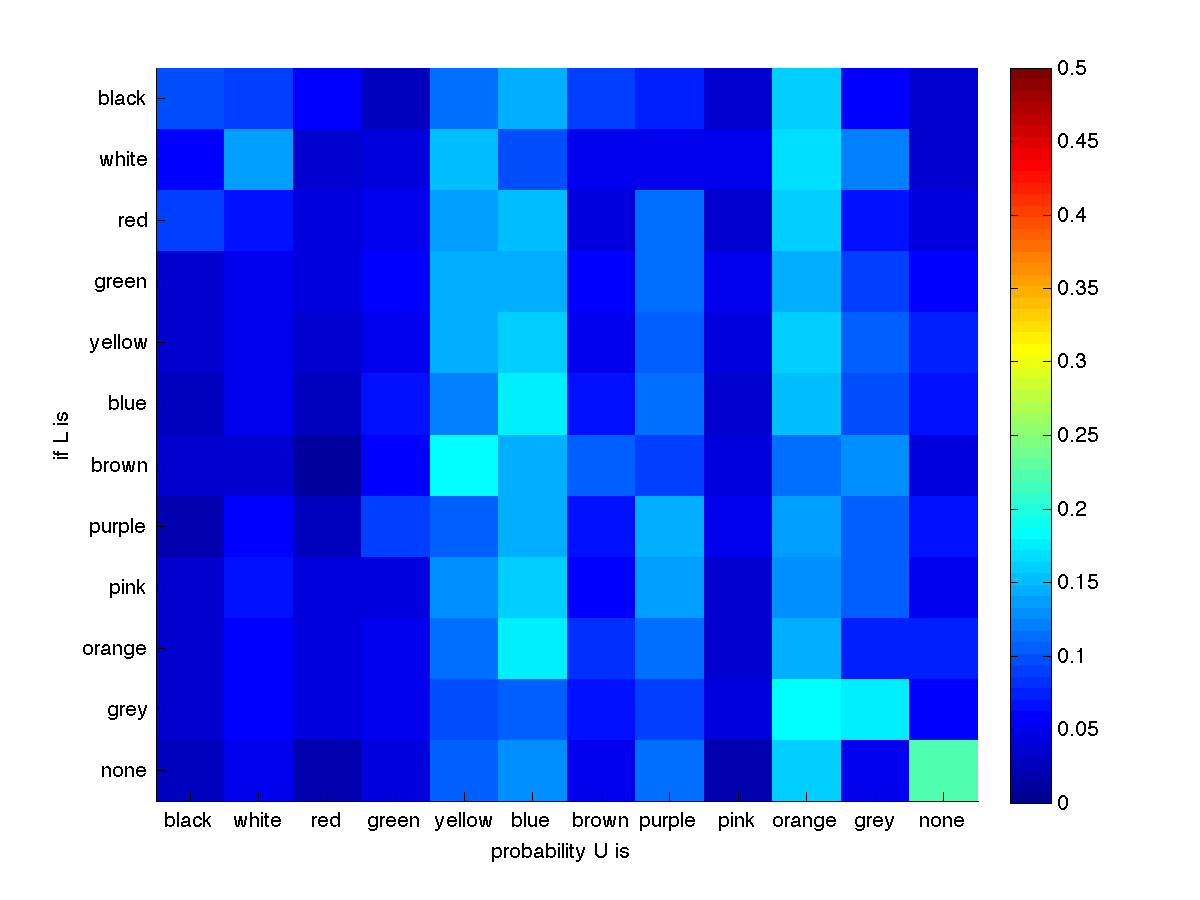 if L is
black
white
red
green
yellow
blue
brown
purple
pink
orange
grey
none
black white red green yellow blue brown purple pink orange grey none
probability U is
0.5
0.45
0.4
0.35
0.3
0.25
0.2
0.15
0.1
0.05
0